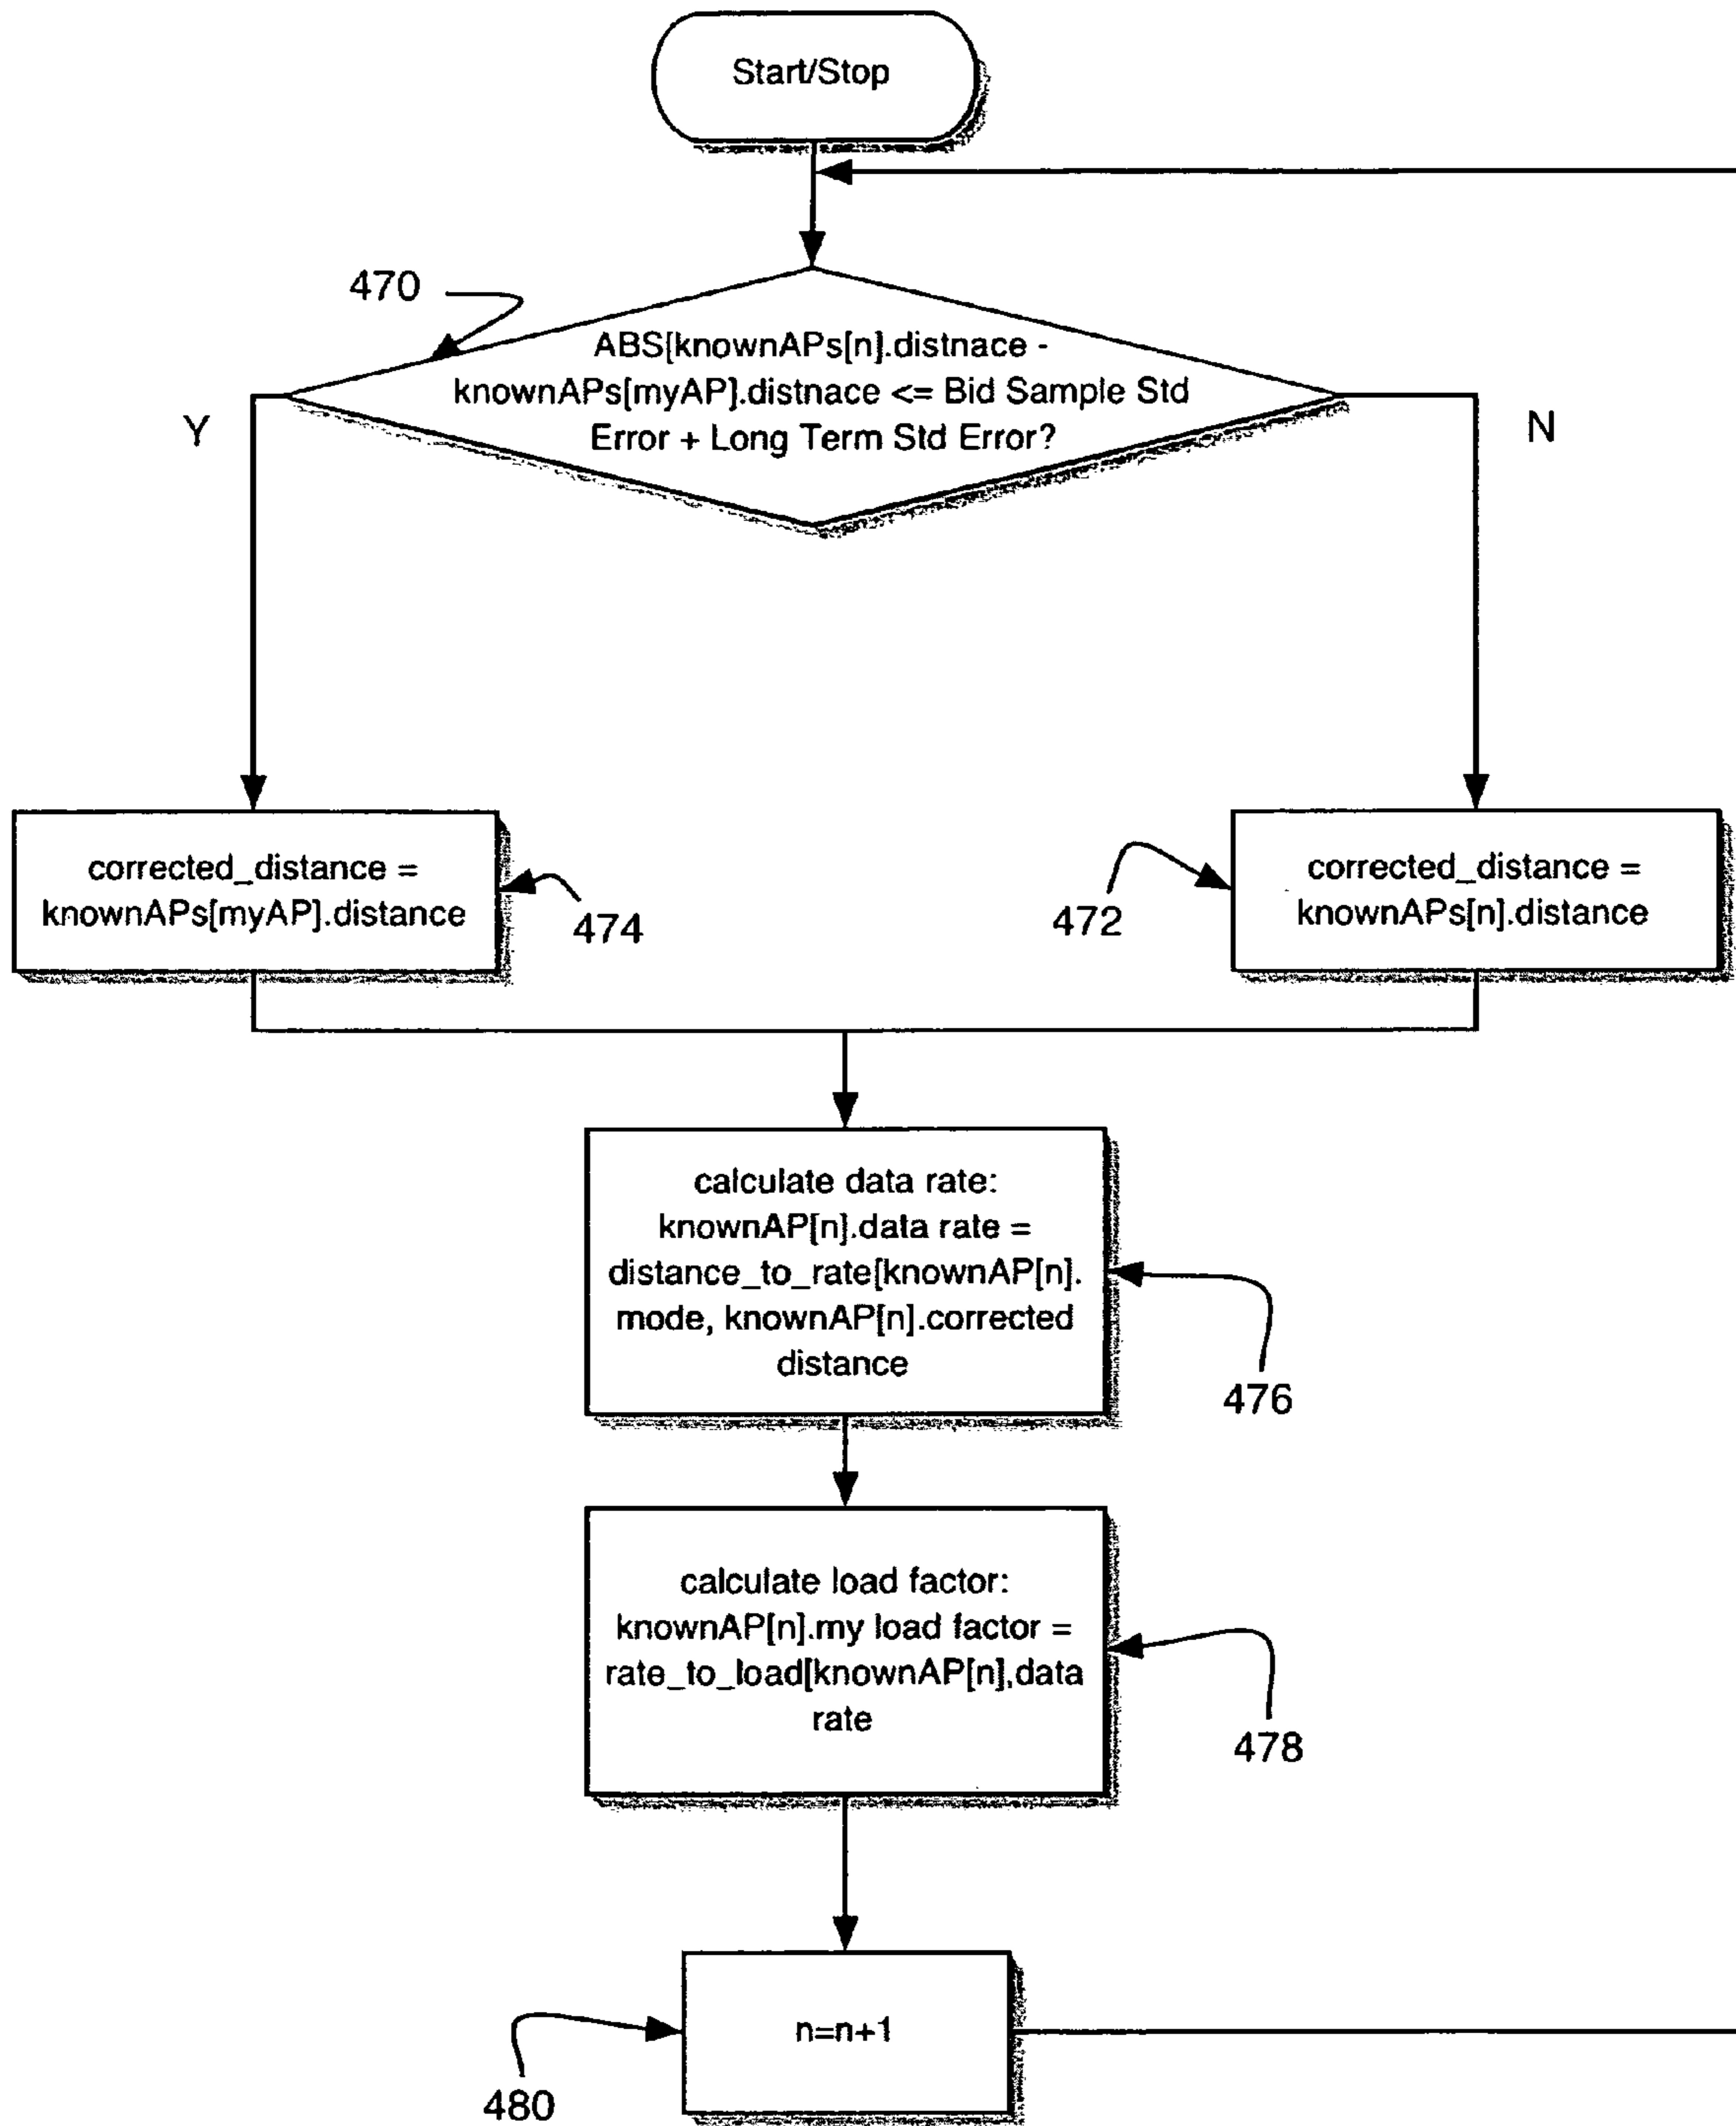 Start/Stop
470
ABS[knownAPs[n].distnace -
knownAPs[myAP].distnace <= Bid Sample Std
Error + Long Term Std Error?
Y
N
corrected_distance =
knownAPs[myAP].distance
474
472
corrected_distance =
knownAPs[n].distance
calculate data rate:
knownAP[n].data rate =
distance_to_rate[knownAP[n].
mode, knownAP[n].corrected
distance
476
calculate load factor:
knownAP[n].my load factor =
rate_to_load[knownAP[n],data
rate
478
n=n+1
480